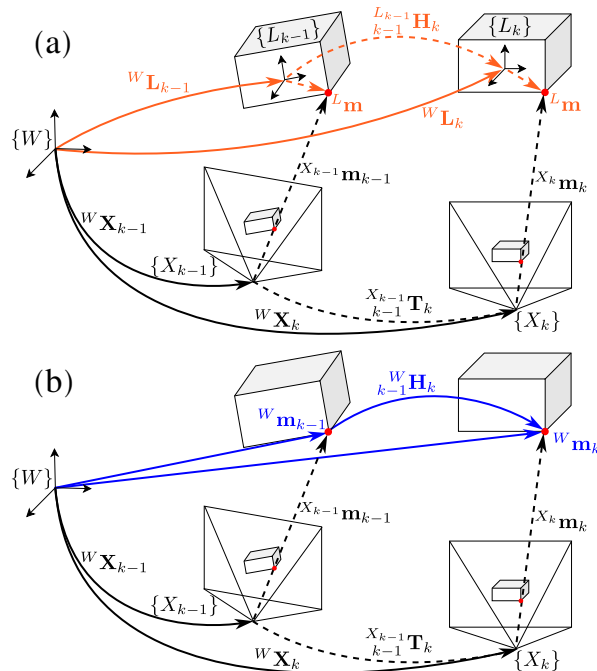 (a)
{L_{k-1}}
^{L_{k-1}}_{k-1}H_k
{L_k}
^W L_{k-1}
^L m
^L m
^W L_k
{W}
^{X_{k-1}} m_{k-1}
^{X_k} m_k
^W X_{k-1}
{X_{k-1}}
^{X_{k-1}}_{k-1}T_k
^W X_k
{X_k}
(b)
^W_{k-1}H_k
^W m_{k-1}
^W m_k
{W}
^{X_{k-1}} m_{k-1}
^{X_k} m_k
^W X_{k-1}
{X_{k-1}}
^{X_{k-1}}_{k-1}T_k
^W X_k
{X_k}